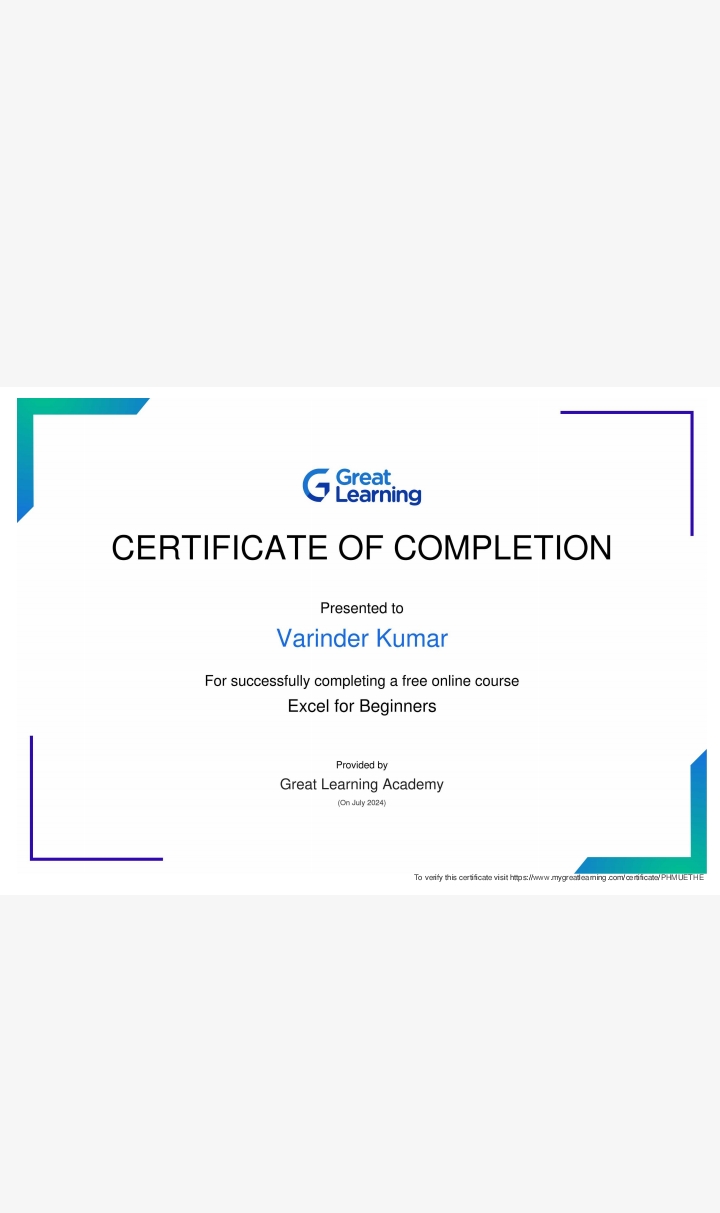 Great
Learning
CERTIFICATE OF COMPLETION
Presented to
Varinder Kumar
For successfully completing a free online course
Excel for Beginners
Provided by
Great Learning Academy
(On July 2024)
To verify this certificate visit https://www.mygreatlearning.com/certificate/PHMUETHE